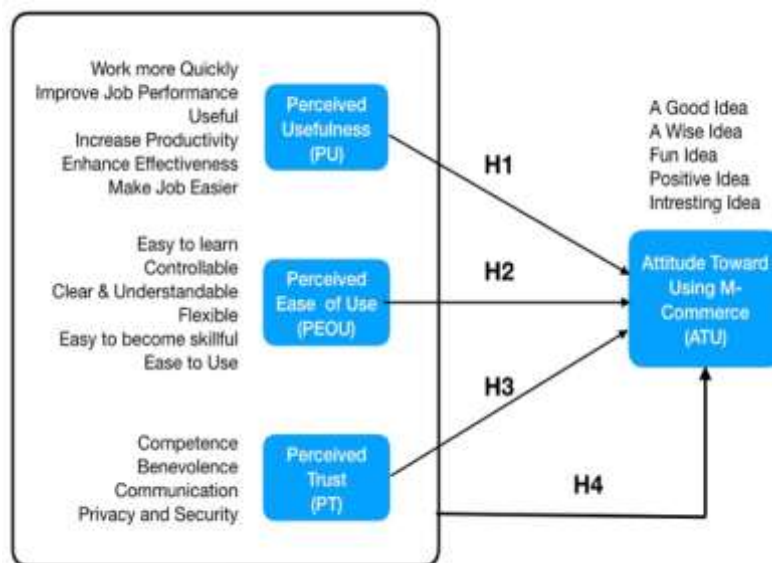 Work more Quickly
Improve Job Performance
Useful
Increase Productivity
Enhance Effectiveness
Make Job Easier
Perceived
Usefulness
(PU)
H1
A Good Idea
A Wise Idea
Fun Idea
Positive Idea
Intresting Idea
Easy to learn
Controllable
Clear & Understandable
Flexible
Easy to become skillful
Ease to Use
Perceived
Ease of Use
(PEOU)
H2
Attitude Toward
Using M-
Commerce
(ATU)
H3
Competence
Benevolence
Communication
Privacy and Security
Perceived
Trust
(PT)
H4